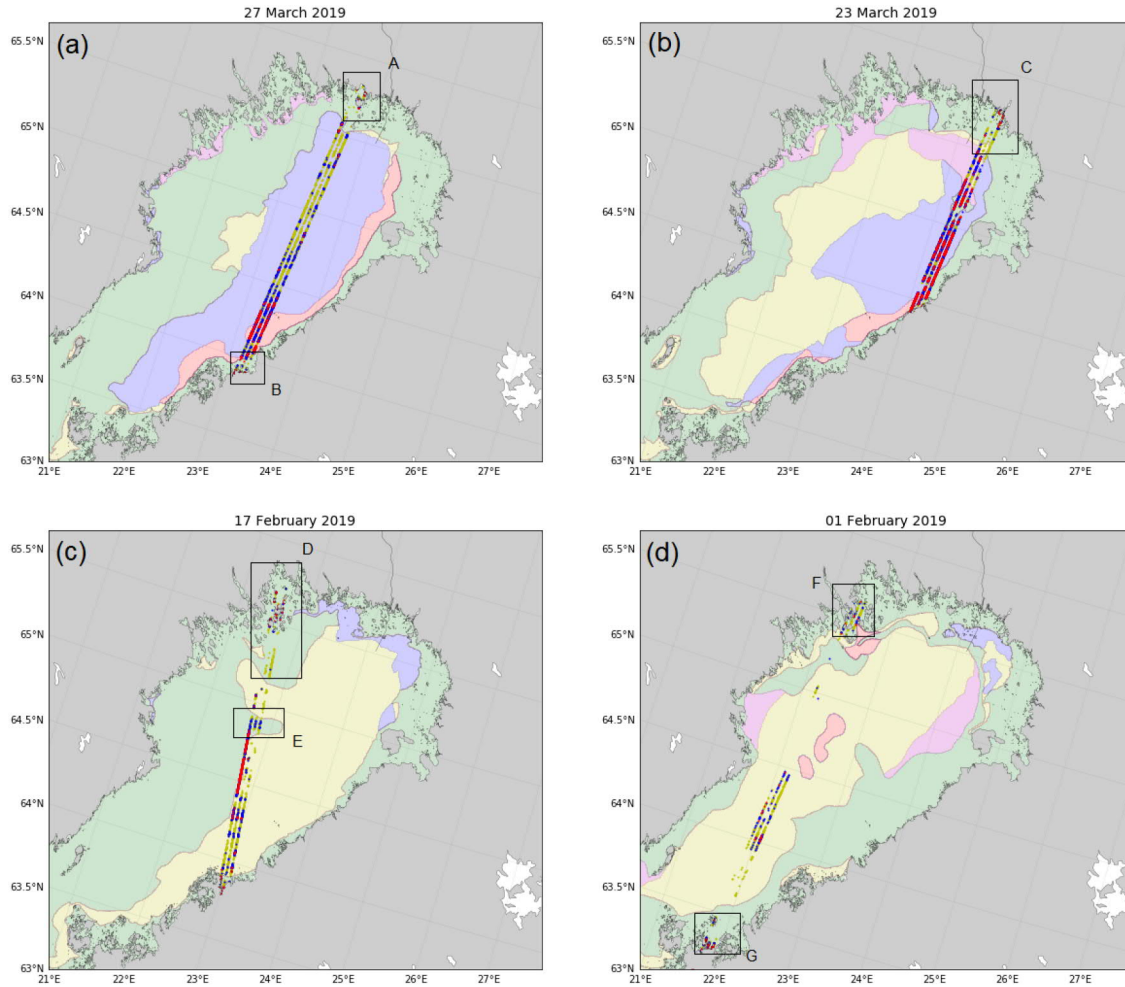 27 March 2019
(a)
A
B
65.5°N
65°N
64.5°N
64°N
63.5°N
63°N
21°E 22°E 23°E 24°E 25°E 26°E 27°E
23 March 2019
(b)
C
65.5°N
65°N
64.5°N
64°N
63.5°N
63°N
21°E 22°E 23°E 24°E 25°E 26°E 27°E
17 February 2019
(c)
D
E
65.5°N
65°N
64.5°N
64°N
63.5°N
63°N
21°E 22°E 23°E 24°E 25°E 26°E 27°E
01 February 2019
(d)
F
G
65.5°N
65°N
64.5°N
64°N
63.5°N
63°N
21°E 22°E 23°E 24°E 25°E 26°E 27°E